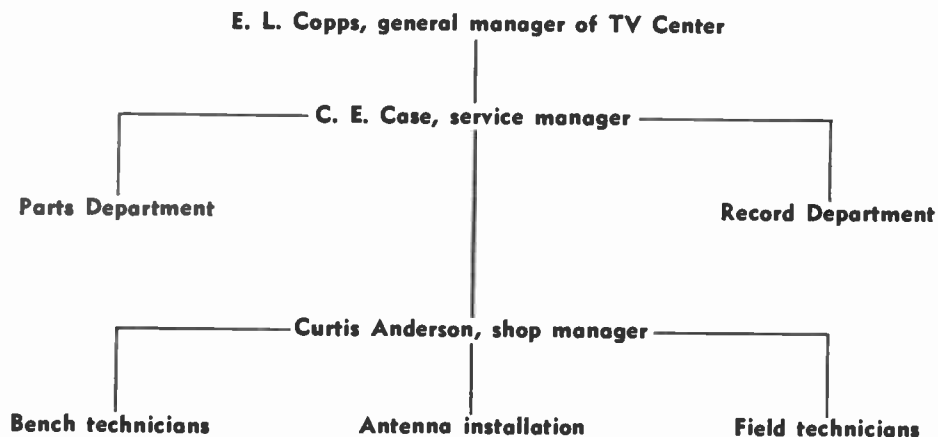 E. L. Copps, general manager of TV Center
C. E. Case, service manager
Parts Department
Record Department
Curtis Anderson, shop manager
Bench technicians
Antenna installation
Field technicians